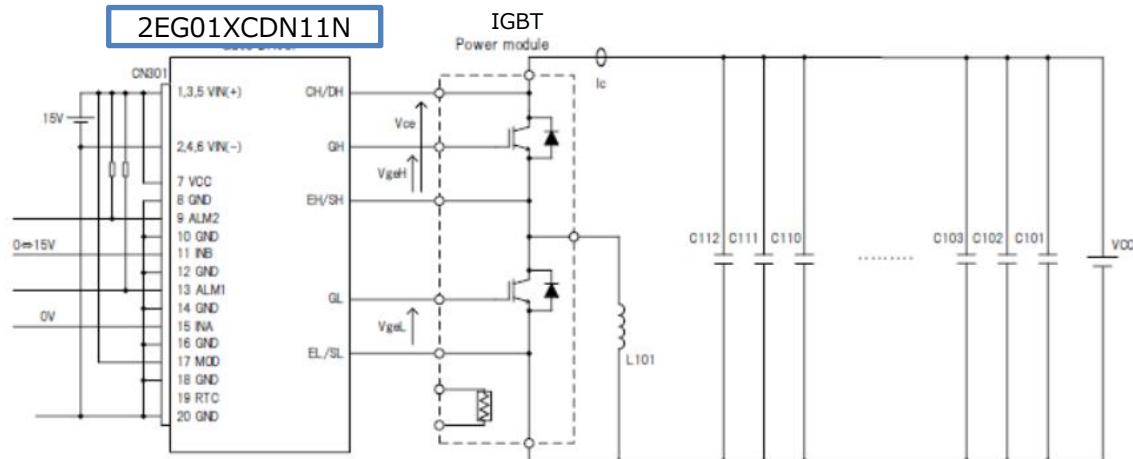 2EG01XCDN11N
IGBT
Power module
CN301
1,3,5 VIN(+)
CH/DH
Ic
15V
Vce
2,4,6 VIN(-)
GH
VgeH
7 VCC
8 GND
EH/SH
9 ALM2
10 GND
0⇔15V
11 INB
C112
C111
C110
C103
C102
C101
VCC
12 GND
13 ALM1
GL
14 GND
0V
15 INA
VgeL
16 GND
17 MOD
EL/SL
L101
18 GND
19 RTC
20 GND